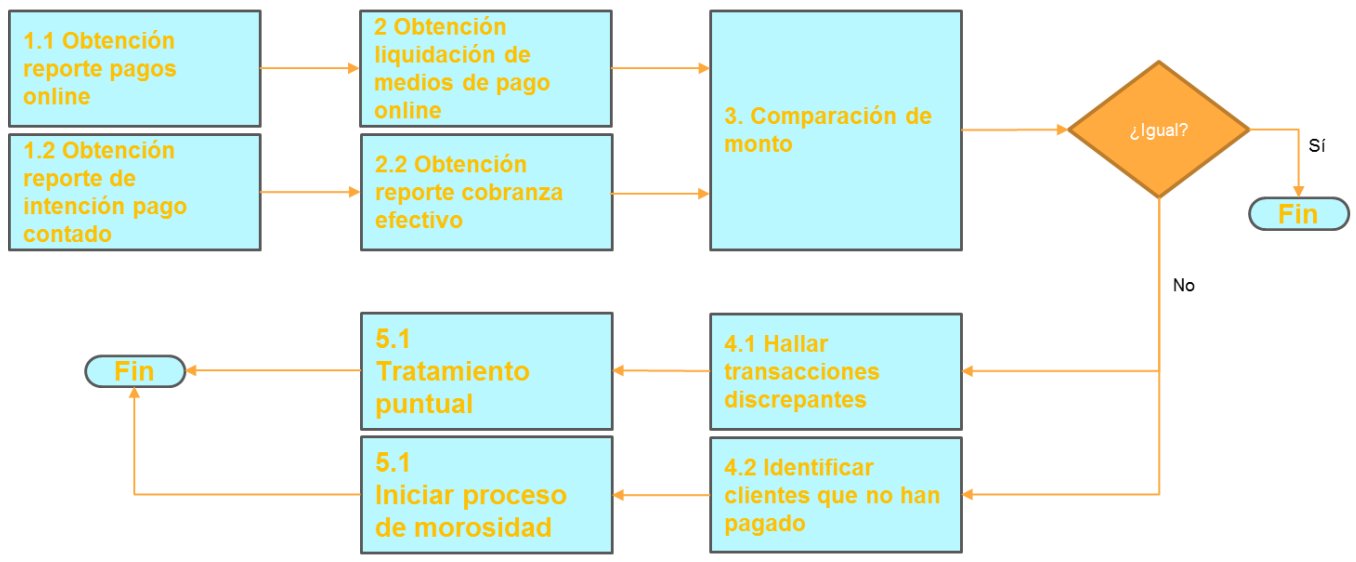 1.1 Obtención
reporte pagos
online
2 Obtención
liquidación de
medios de pago
online
1.2 Obtención
reporte de
intención pago
contado
2.2 Obtención
reporte cobranza
efectivo
3. Comparación de
monto
¿Igual?
Sí
Fin
No
5.1
Tratamiento
puntual
4.1 Hallar
transacciones
discrepantes
Fin
5.1
Iniciar proceso
de morosidad
4.2 Identificar
clientes que no han
pagado